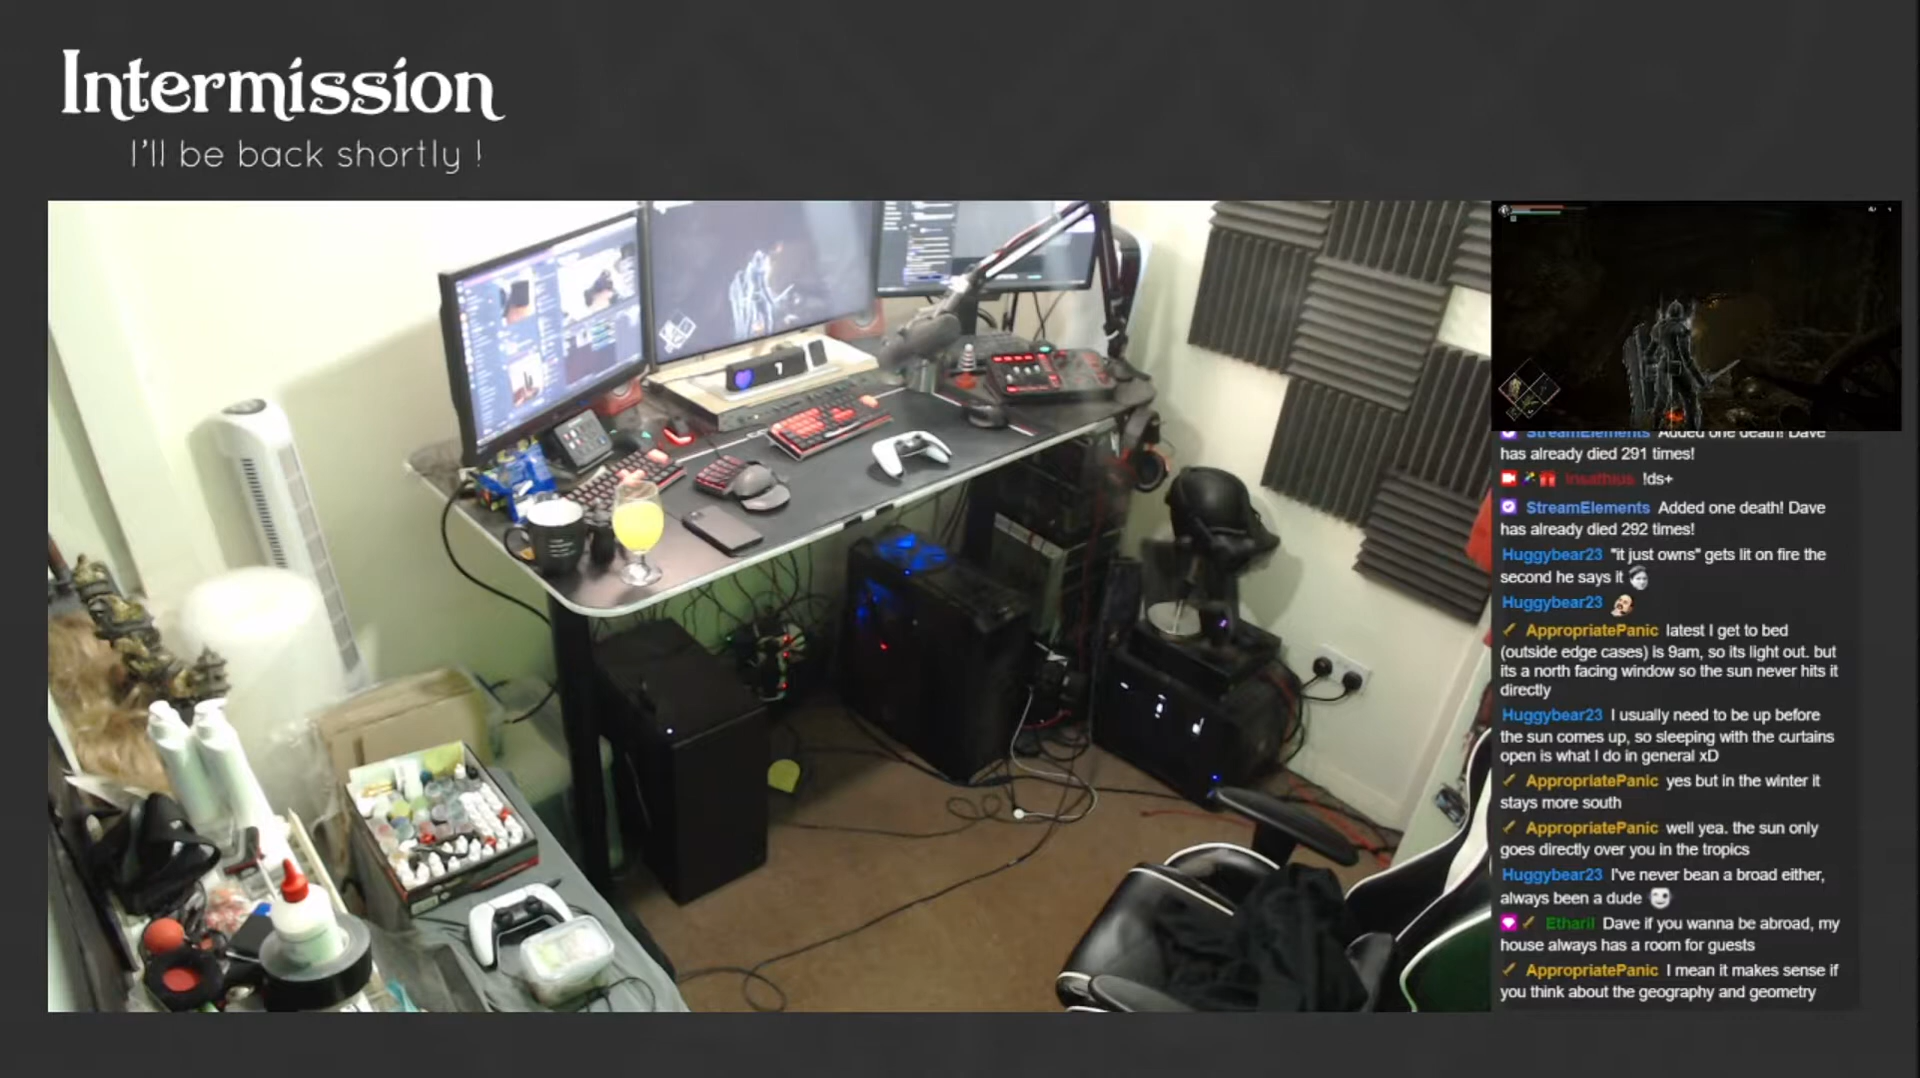 Intermission
I'll be back shortly !
StreamElements Added one death! Dave
has already died 291 times!
Insathius !ds+
StreamElements Added one death! Dave
has already died 292 times!
Huggybear23 "it just owns" gets lit on fire the
second he says it
Huggybear23
AppropriatePanic latest I get to bed
(outside edge cases) is 9am, so its light out. but
its a north facing window so the sun never hits it
directly
Huggybear23 I usually need to be up before
the sun comes up, so sleeping with the curtains
open is what I do in general xD
AppropriatePanic yes but in the winter it
stays more south
AppropriatePanic well yea. the sun only
goes directly over you in the tropics
Huggybear23 I've never bean a broad either,
always been a dude
Etharil Dave if you wanna be abroad, my
house always has a room for guests
AppropriatePanic I mean it makes sense if
you think about the geography and geometry